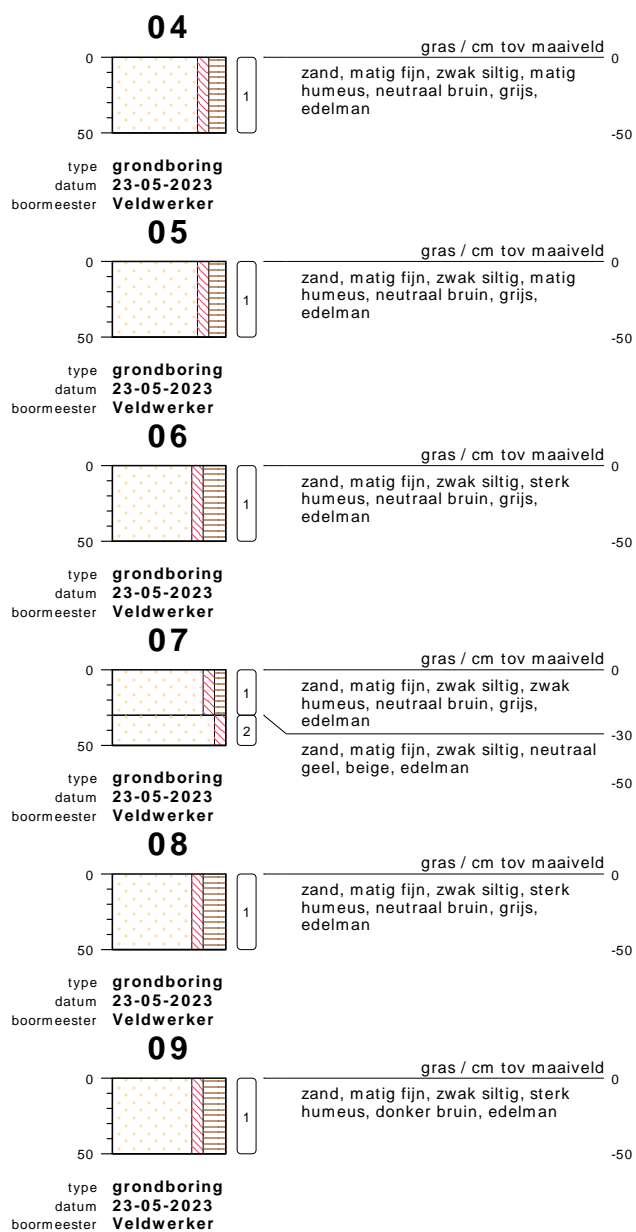 04
gras / cm tov maaiveld
0
0
zand, matig fijn, zwak siltig, matig
humeus, neutraal bruin, grijs,
edelman
1
50
-50
type grondboring
datum 23-05-2023
boormeester Veldwerker
05
gras / cm tov maaiveld
0
0
zand, matig fijn, zwak siltig, matig
humeus, neutraal bruin, grijs,
edelman
1
50
-50
type grondboring
datum 23-05-2023
boormeester Veldwerker
06
gras / cm tov maaiveld
0
0
zand, matig fijn, zwak siltig, sterk
humeus, neutraal bruin, grijs,
edelman
1
50
-50
type grondboring
datum 23-05-2023
boormeester Veldwerker
07
gras / cm tov maaiveld
0
0
zand, matig fijn, zwak siltig, zwak
humeus, neutraal bruin, grijs,
edelman
1
-30
2
zand, matig fijn, zwak siltig, neutraal
geel, beige, edelman
50
-50
type grondboring
datum 23-05-2023
boormeester Veldwerker
08
gras / cm tov maaiveld
0
0
zand, matig fijn, zwak siltig, sterk
humeus, neutraal bruin, grijs,
edelman
1
50
-50
type grondboring
datum 23-05-2023
boormeester Veldwerker
09
gras / cm tov maaiveld
0
0
zand, matig fijn, zwak siltig, sterk
humeus, donker bruin, edelman
1
50
-50
type grondboring
datum 23-05-2023
boormeester Veldwerker